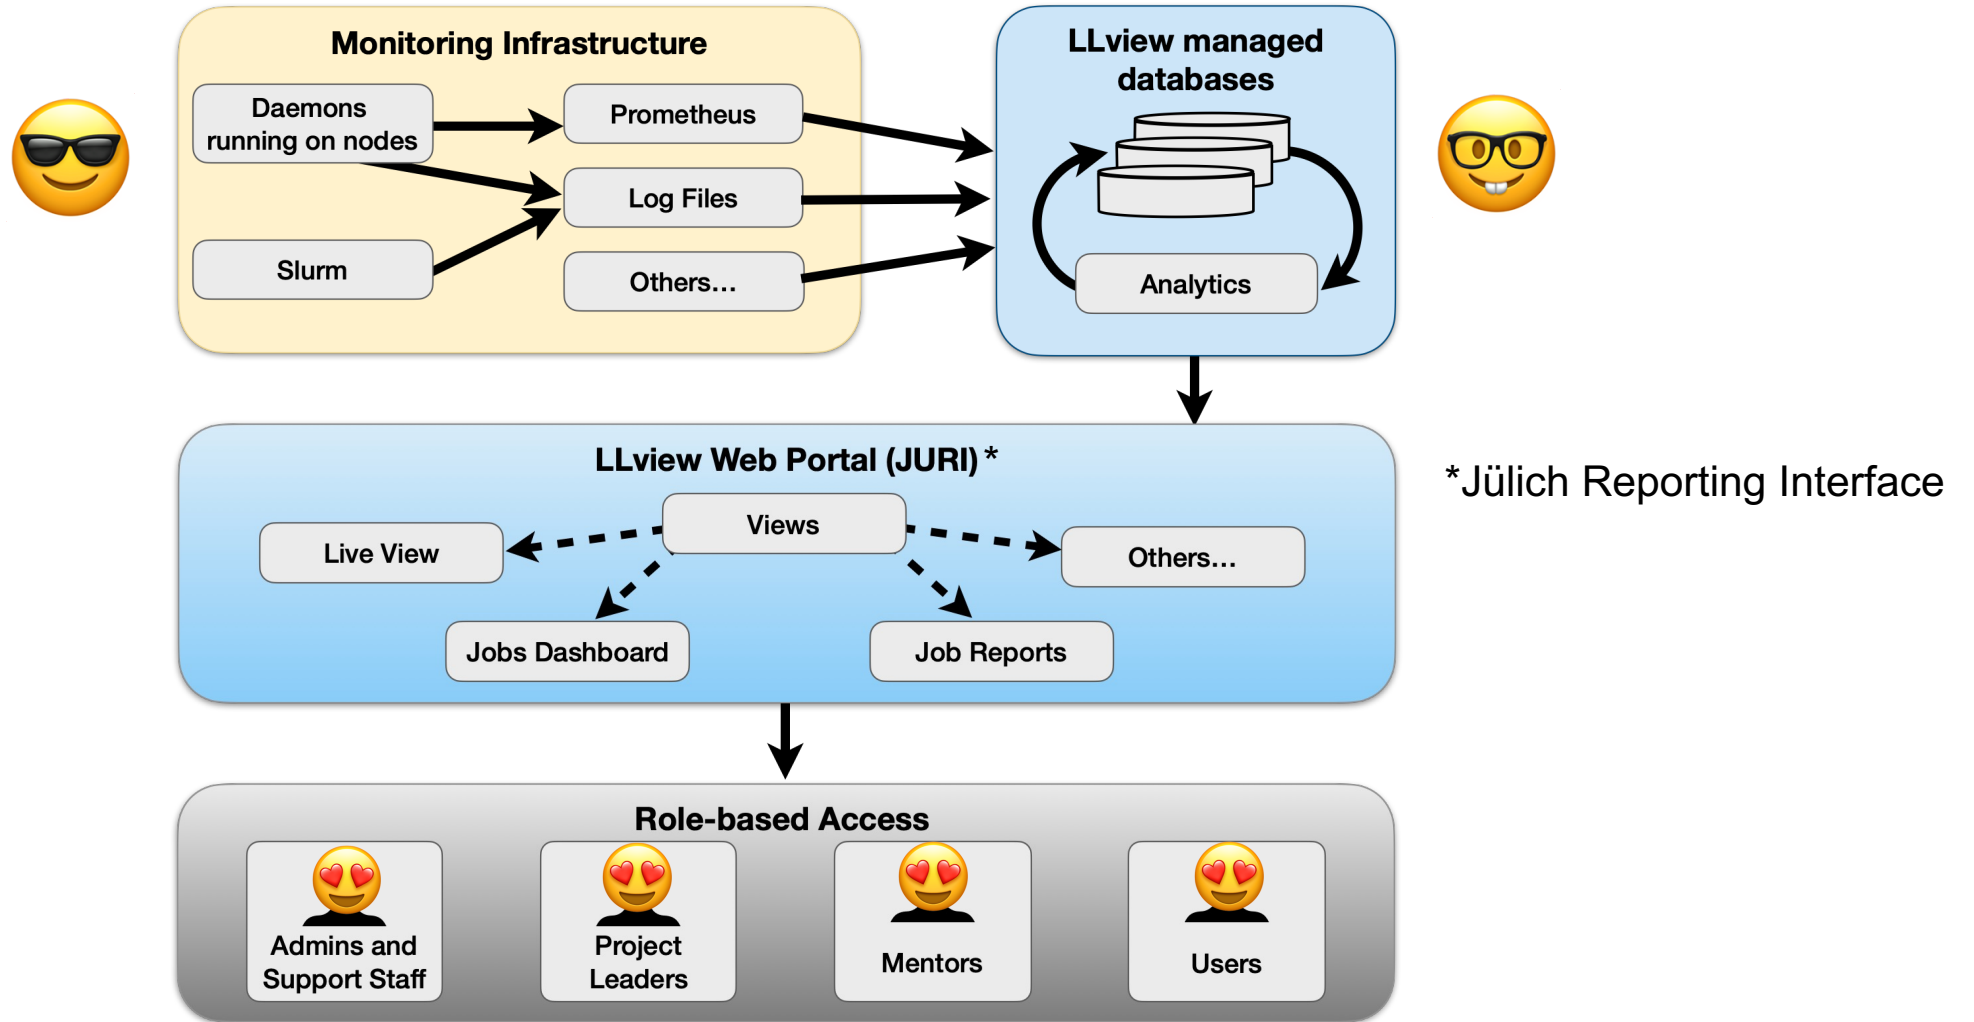 Monitoring Infrastructure
Daemons
running on nodes
Prometheus
Log Files
Slurm
Others...
LLview managed
databases
Analytics
LLview Web Portal (JURI) *
*Jülich Reporting Interface
Views
Live View
Others...
Jobs Dashboard
Job Reports
Role-based Access
Admins and
Support Staff
Project
Leaders
Mentors
Users